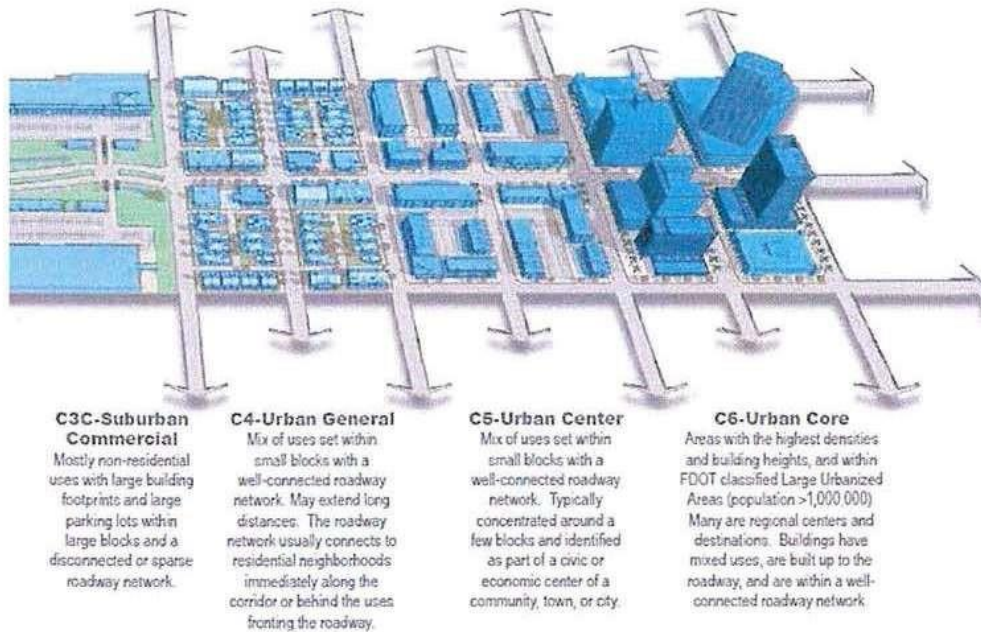 C3C-Suburban
Commercial
Mostly non-residential
uses with large building
footprints and large
parking lots within
large blocks and a
disconnected or sparse
roadway network.
C4-Urban General
Mix of uses set within
small blocks with a
well-connected roadway
network. May extend long
distances. The roadway
network usually connects to
residential neighborhoods
immediately along the
corridor or behind the uses
fronting the roadway.
C5-Urban Center
Mix of uses set within
small blocks with a
well-connected roadway
network. Typically
concentrated around a
few blocks and identified
as part of a civic or
economic center of a
community, town, or city.
C6-Urban Core
Areas with the highest densities
and building heights, and within
FDOT classified Large Urbanized
Areas (population >1,000,000)
Many are regional centers and
destinations. Buildings have
mixed uses, are built up to the
roadway, and are within a well-
connected roadway network